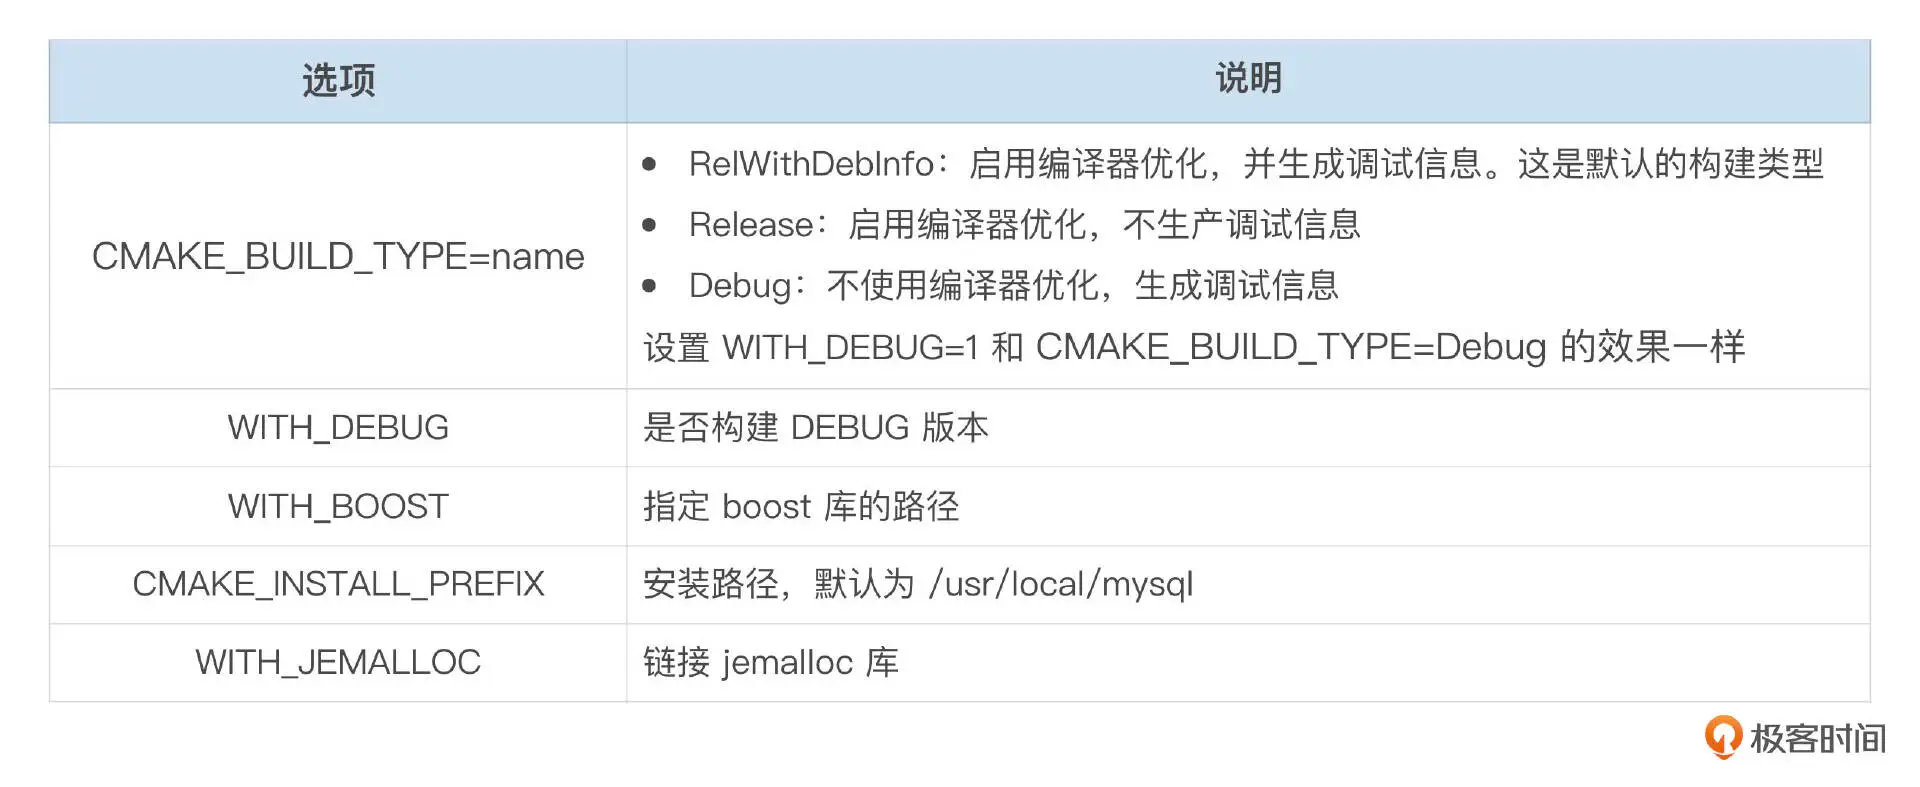 选项
说明
CMAKE_BUILD_TYPE=name
• RelWithDebInfo：启用编译器优化，并生成调试信息。这是默认的构建类型
• Release：启用编译器优化，不生产调试信息
• Debug：不使用编译器优化，生成调试信息
设置 WITH_DEBUG=1 和 CMAKE_BUILD_TYPE=Debug 的效果一样
WITH_DEBUG
是否构建 DEBUG 版本
WITH_BOOST
指定 boost 库的路径
CMAKE_INSTALL_PREFIX
安装路径，默认为 /usr/local/mysql
WITH_JEMALLOC
链接 jemalloc 库
极客时间